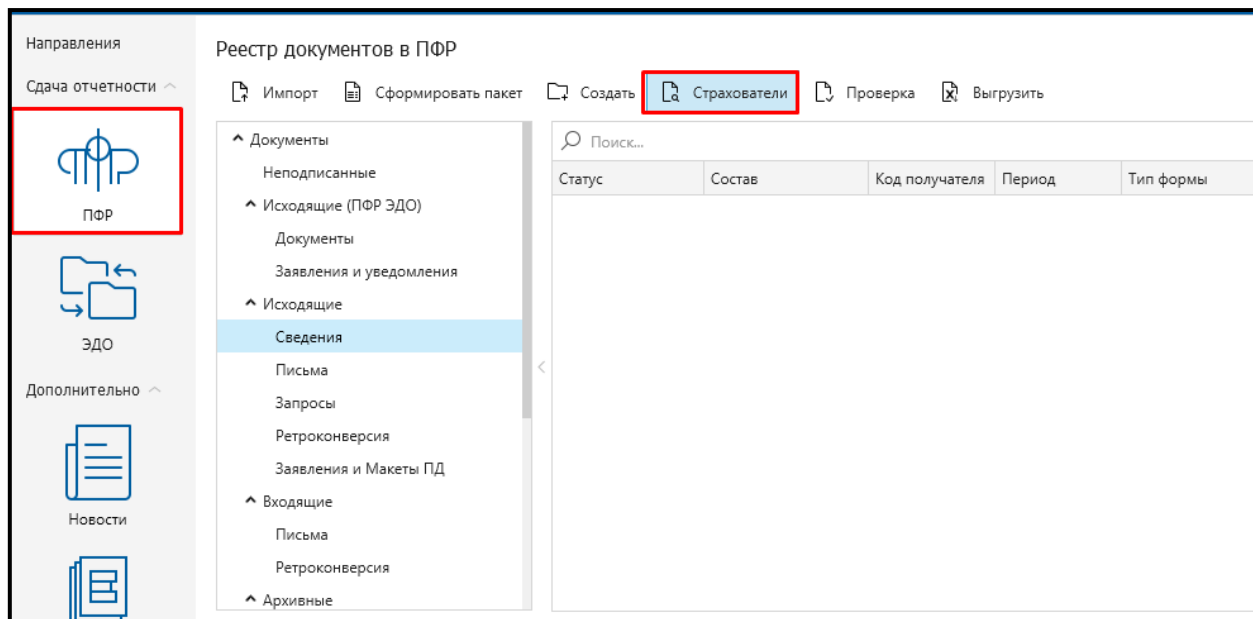 Направления
Сдача отчетности
ПФР
ЭДО
Дополнительно
Новости
Реестр документов в ПФР
Импорт Сформировать пакет Создать Страхователи Проверка Выгрузить
Документы
Неподписанные
Исходящие (ПФР ЭДО)
Документы
Заявления и уведомления
Исходящие
Сведения
Письма
Запросы
Ретроконверсия
Заявления и Макеты ПД
Входящие
Письма
Ретроконверсия
Архивные
Поиск...
Статус Состав Код получателя Период Тип формы